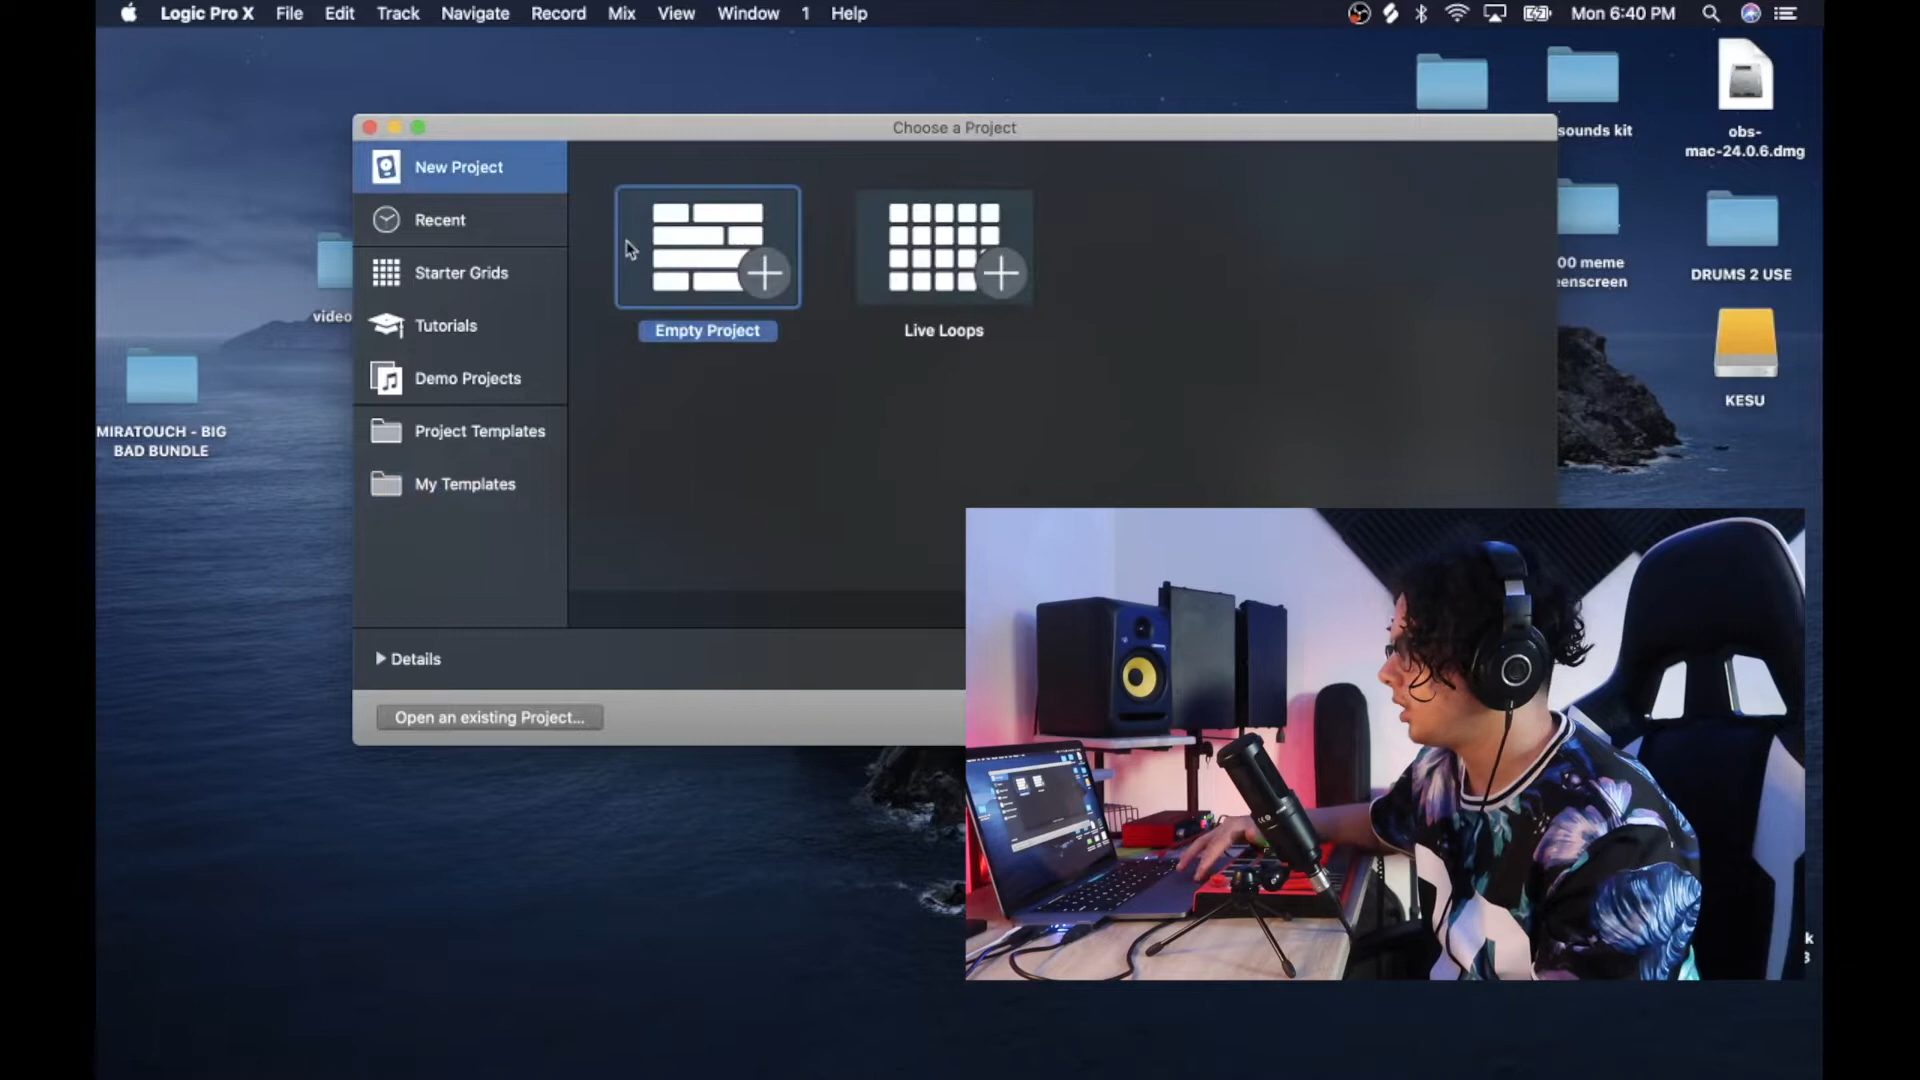 Logic Pro X File Edit Track Navigate Record Mix View Window 1 Help Mon 6:40 PM
Choose a Project
New Project
Recent
Starter Grids
Tutorials
Demo Projects
Project Templates
My Templates
Empty Project
Live Loops
Details
Open an existing Project...
video
MIRATOUCH - BIG
BAD BUNDLE
sounds kit
obs-
mac-24.0.6.dmg
00 meme
enscreen
DRUMS 2 USE
KESU
k
3